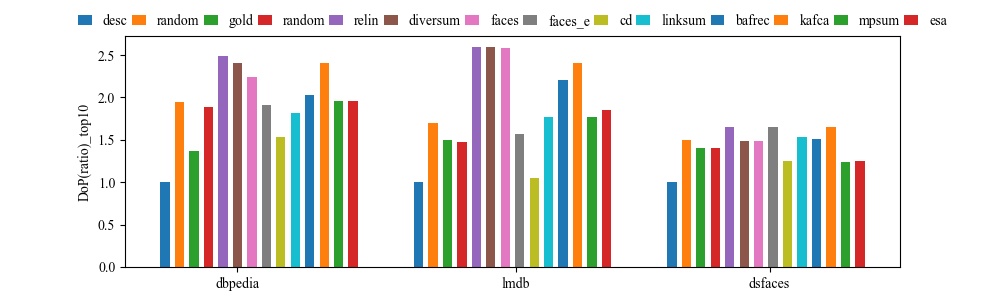 desc random gold random relin diversum faces faces_e cd linksum bafrec kafca mpsum esa
DoP(ratio)_top10
2.5
2.0
1.5
1.0
0.5
0.0
dbpedia lmdb dsfaces